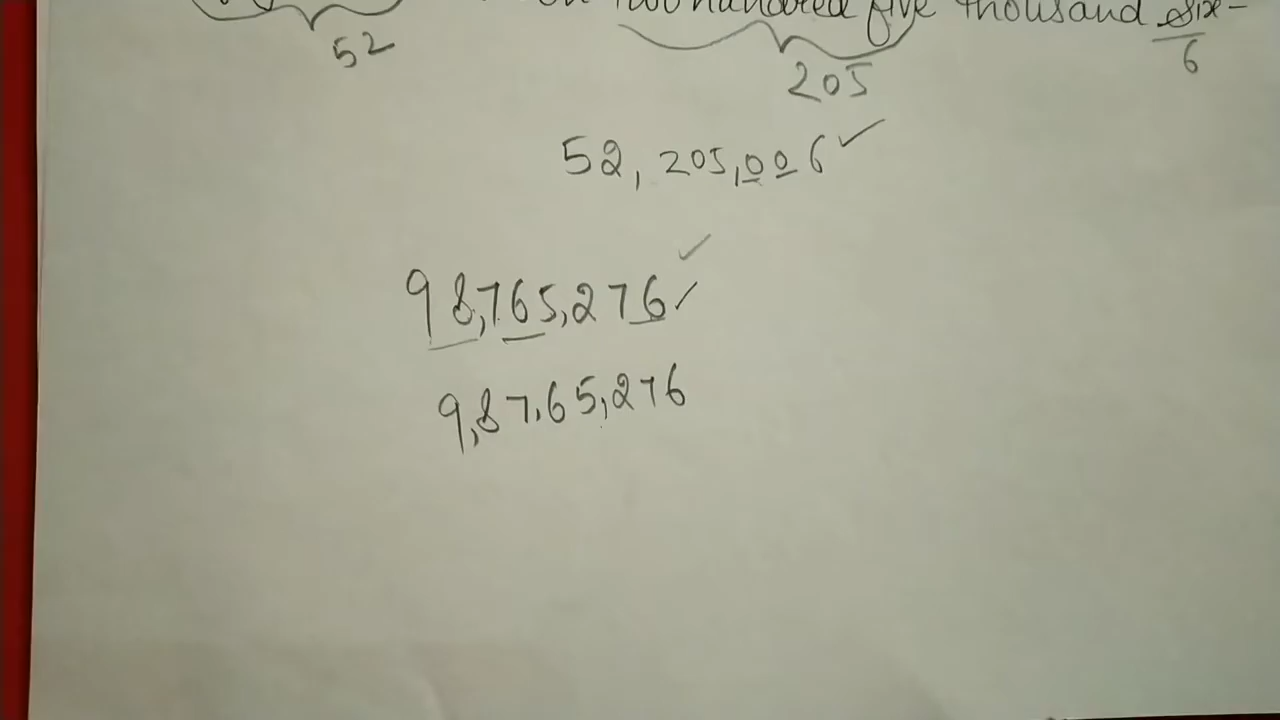 two hundred five thousand six-
52 205 6
52, 205,006✓
98,765,276✓✓
9,87,65,276